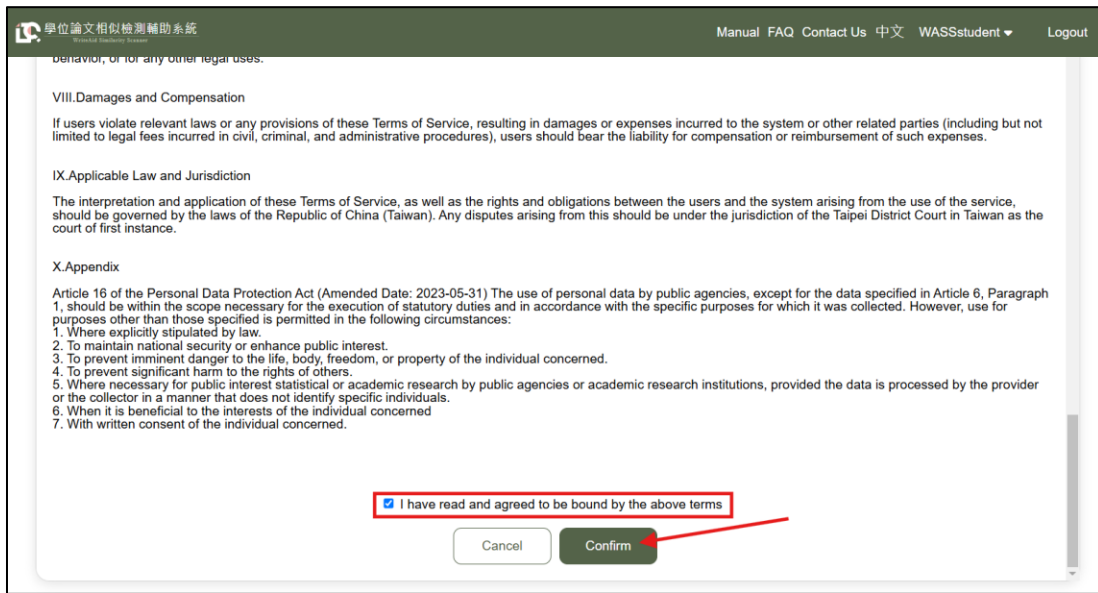 學位論文相似檢測輔助系統
WriteAid Similarity Scanner
Manual FAQ Contact Us 中文 WASSstudent Logout
behavior, or for any other legal uses.
VIII.Damages and Compensation
If users violate relevant laws or any provisions of these Terms of Service, resulting in damages or expenses incurred to the system or other related parties (including but not
limited to legal fees incurred in civil, criminal, and administrative procedures), users should bear the liability for compensation or reimbursement of such expenses.
IX.Applicable Law and Jurisdiction
The interpretation and application of these Terms of Service, as well as the rights and obligations between the users and the system arising from the use of the service,
should be governed by the laws of the Republic of China (Taiwan). Any disputes arising from this should be under the jurisdiction of the Taipei District Court in Taiwan as the
court of first instance.
X.Appendix
Article 16 of the Personal Data Protection Act (Amended Date: 2023-05-31) The use of personal data by public agencies, except for the data specified in Article 6, Paragraph
1, should be within the scope necessary for the execution of statutory duties and in accordance with the specific purposes for which it was collected. However, use for
purposes other than those specified is permitted in the following circumstances:
1. Where explicitly stipulated by law.
2. To maintain national security or enhance public interest.
3. To prevent imminent danger to the life, body, freedom, or property of the individual concerned.
4. To prevent significant harm to the rights of others.
5. Where necessary for public interest statistical or academic research by public agencies or academic research institutions, provided the data is processed by the provider
or the collector in a manner that does not identify specific individuals.
6. When it is beneficial to the interests of the individual concerned
7. With written consent of the individual concerned.
I have read and agreed to be bound by the above terms
Cancel Confirm